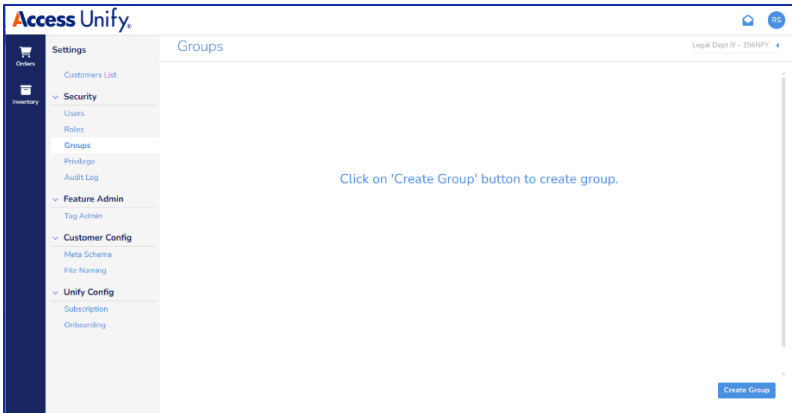 Access Unify®
RS
Orders
Inventory
Settings
Customers List
Security
Users
Roles
Groups
Privilege
Audit Log
Feature Admin
Tag Admin
Customer Config
Meta Schema
File Naming
Unify Config
Subscription
Onboarding
Groups
Legal Dept /// - 156NFY
Click on 'Create Group' button to create group.
Create Group